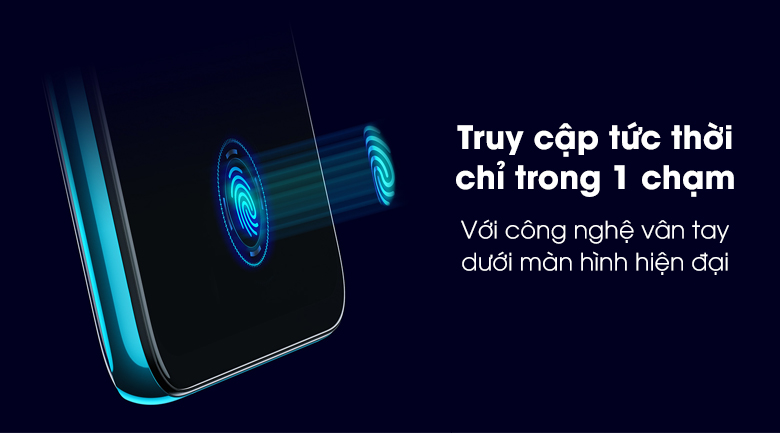 Truy cập tức thời
chỉ trong 1 chạm
Với công nghệ vân tay
dưới màn hình hiện đại